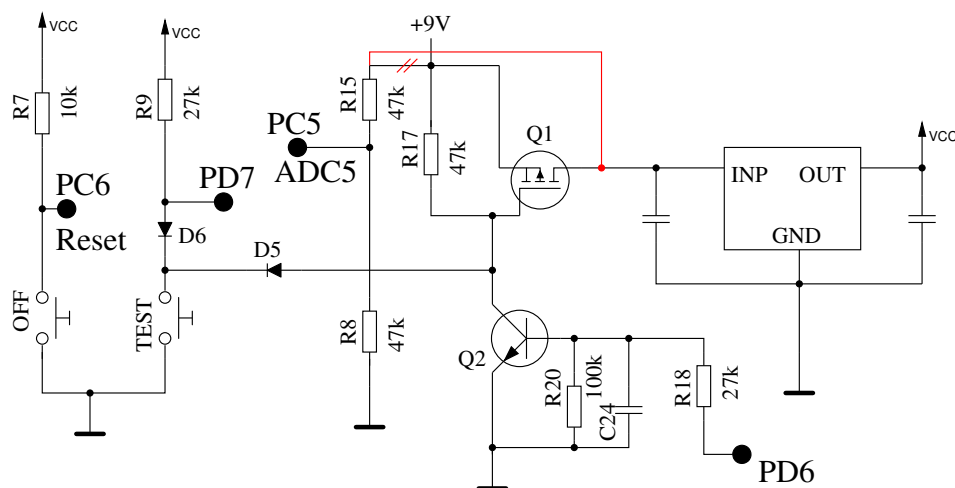 VCC
VCC
+9V
R7
10k
R9
27k
R15
47k
PC5
ADC5
R17
47k
Q1
VCC
INP
OUT
GND
PC6
Reset
PD7
D6
D5
OFF
TEST
R8
47k
Q2
R20
100k
C24
R18
27k
PD6